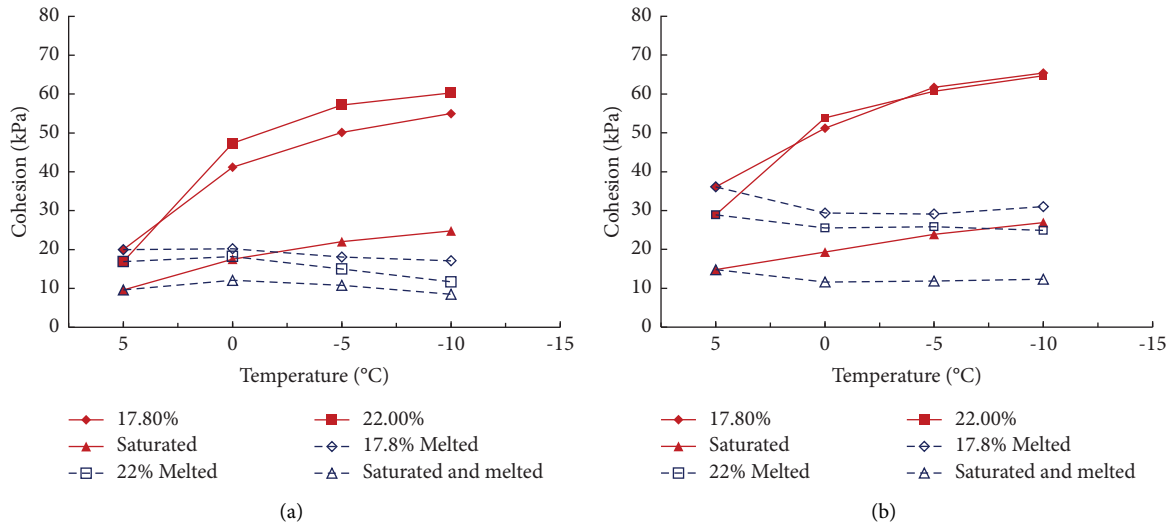 80
70
60
50
40
30
20
10
0
Cohesion (kPa)
5 0 -5 -10 -15
Temperature (°C)
17.80% 22.00%
Saturated 17.8% Melted
22% Melted Saturated and melted
(a)
80
70
60
50
40
30
20
10
0
Cohesion (kPa)
5 0 -5 -10 -15
Temperature (°C)
17.80% 22.00%
Saturated 17.8% Melted
22% Melted Saturated and melted
(b)